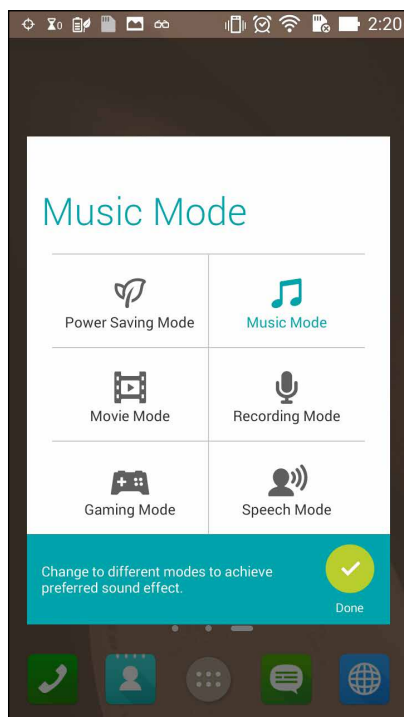 0
2:20
Music Mode
Power Saving Mode
Music Mode
Movie Mode
Recording Mode
Gaming Mode
Speech Mode
Change to different modes to achieve
preferred sound effect.
Done